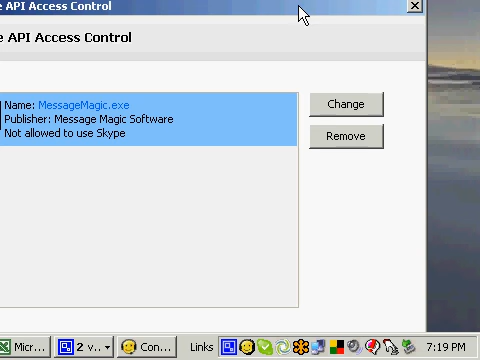 e API Access Control
e API Access Control
Name: MessageMagic.exe
Publisher: Message Magic Software
Not allowed to use Skype
Change
Remove
Micr...
2 v...
Con...
Links
7:19 PM